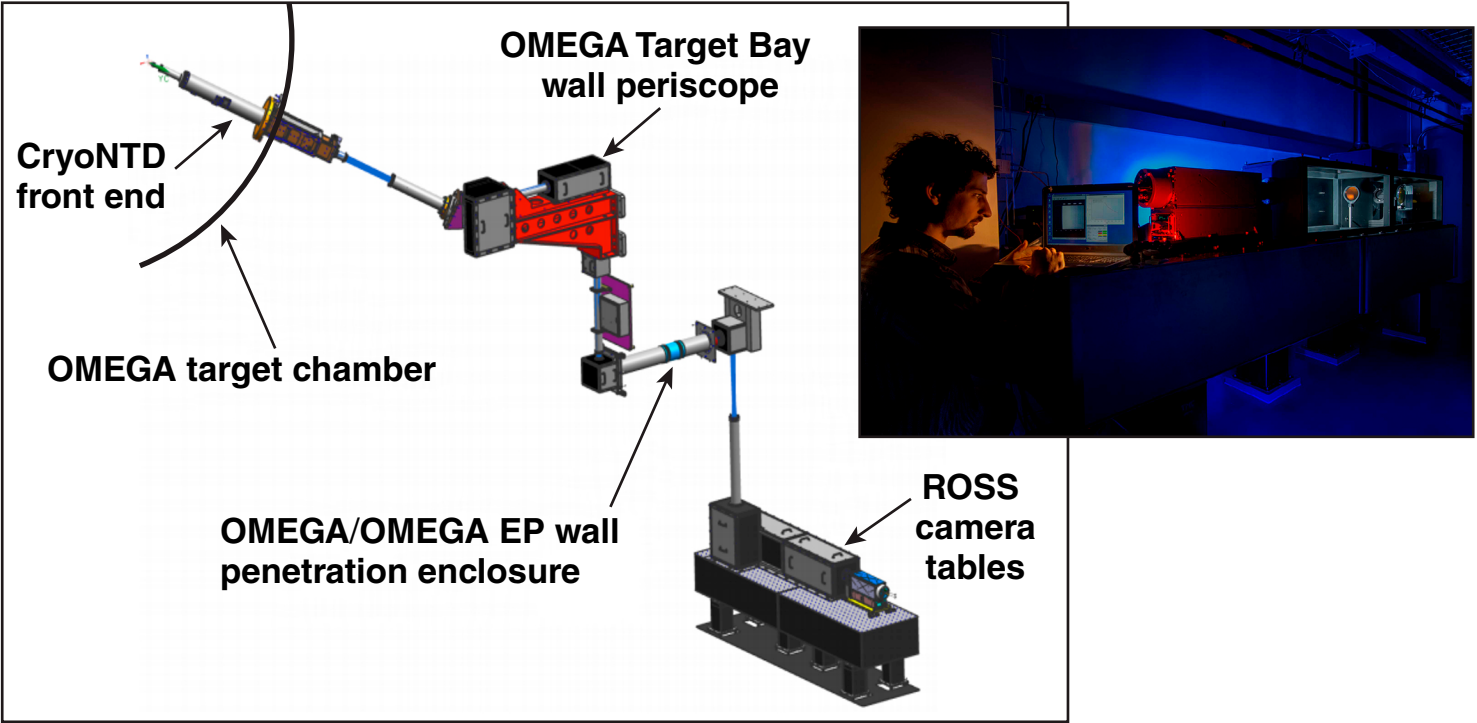 OMEGA Target Bay
wall periscope
CryoNTD
front end
OMEGA target chamber
OMEGA/OMEGA EP wall
penetration enclosure
ROSS
camera
tables